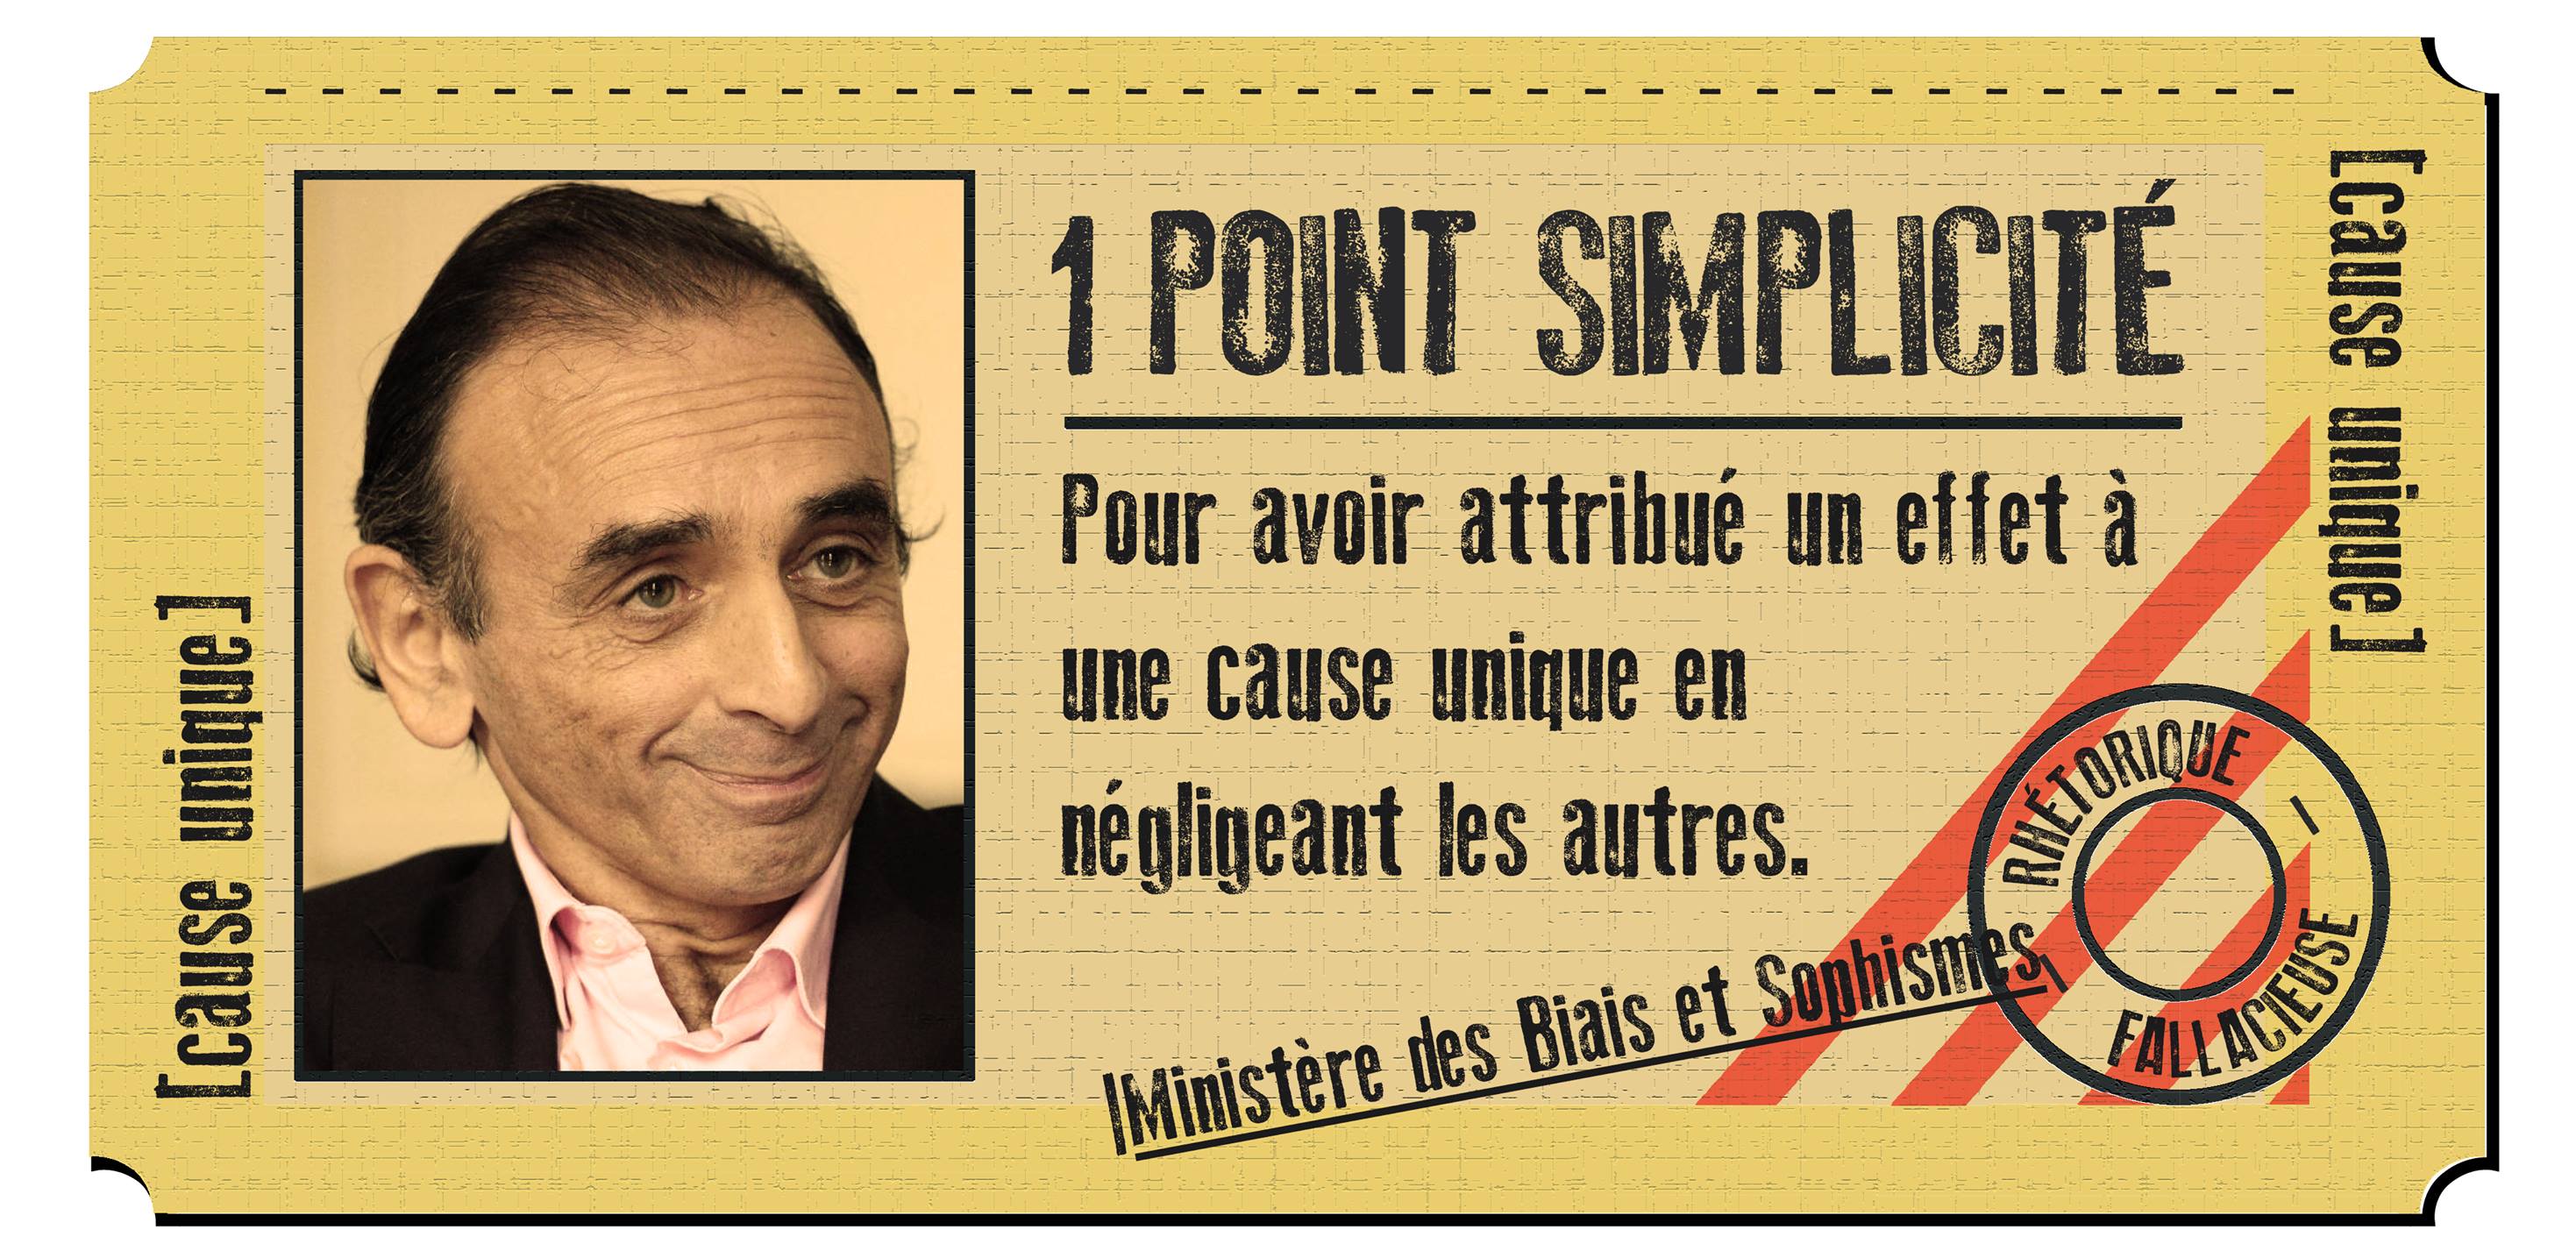 [cause unique]
1 POINT SIMPLICITÉ
Pour avoir attribué un effet à
une cause unique en
négligeant les autres.
|Ministère des Biais et Sophismes|
RHÉTORIQUE
FALLACIEUSE
[cause unique]